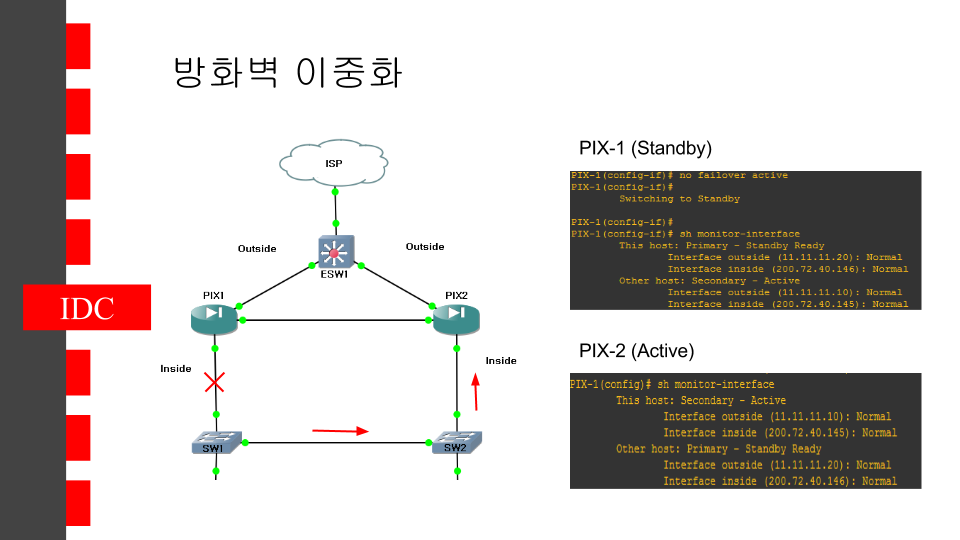 방화벽 이중화
IDC
ISP
Outside
Outside
ESW1
PIX1
PIX2
Inside
Inside
SW1
SW2
PIX-1 (Standby)
PIX-1(config-if)# no failover active
PIX-1(config-if)#
Switching to Standby
PIX-1(config-if)#
PIX-1(config-if)# sh monitor-interface
This host: Primary - Standby Ready
Interface outside (11.11.11.20): Normal
Interface inside (200.72.40.146): Normal
Other host: Secondary - Active
Interface outside (11.11.11.10): Normal
Interface inside (200.72.40.145): Normal
PIX-2 (Active)
PIX-1(config)# sh monitor-interface
This host: Secondary - Active
Interface outside (11.11.11.10): Normal
Interface inside (200.72.40.145): Normal
Other host: Primary - Standby Ready
Interface outside (11.11.11.20): Normal
Interface inside (200.72.40.146): Normal